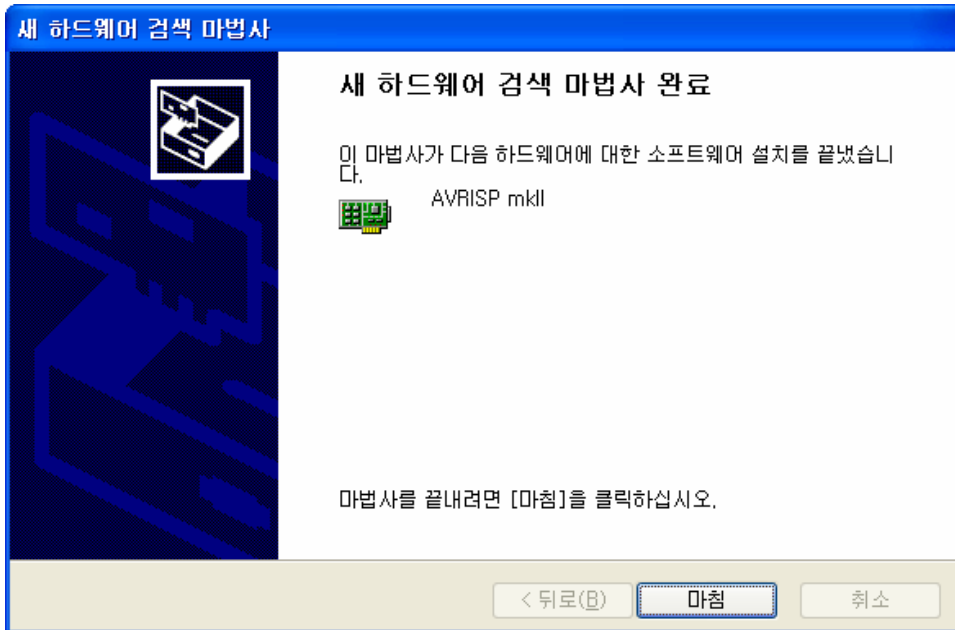 새 하드웨어 검색 마법사
새 하드웨어 검색 마법사 완료
이 마법사가 다음 하드웨어에 대한 소프트웨어 설치를 끝냈습니
다.
AVRISP mkII
마법사를 끝내려면 [마침]을 클릭하십시오.
< 뒤로(B)
마침
취소